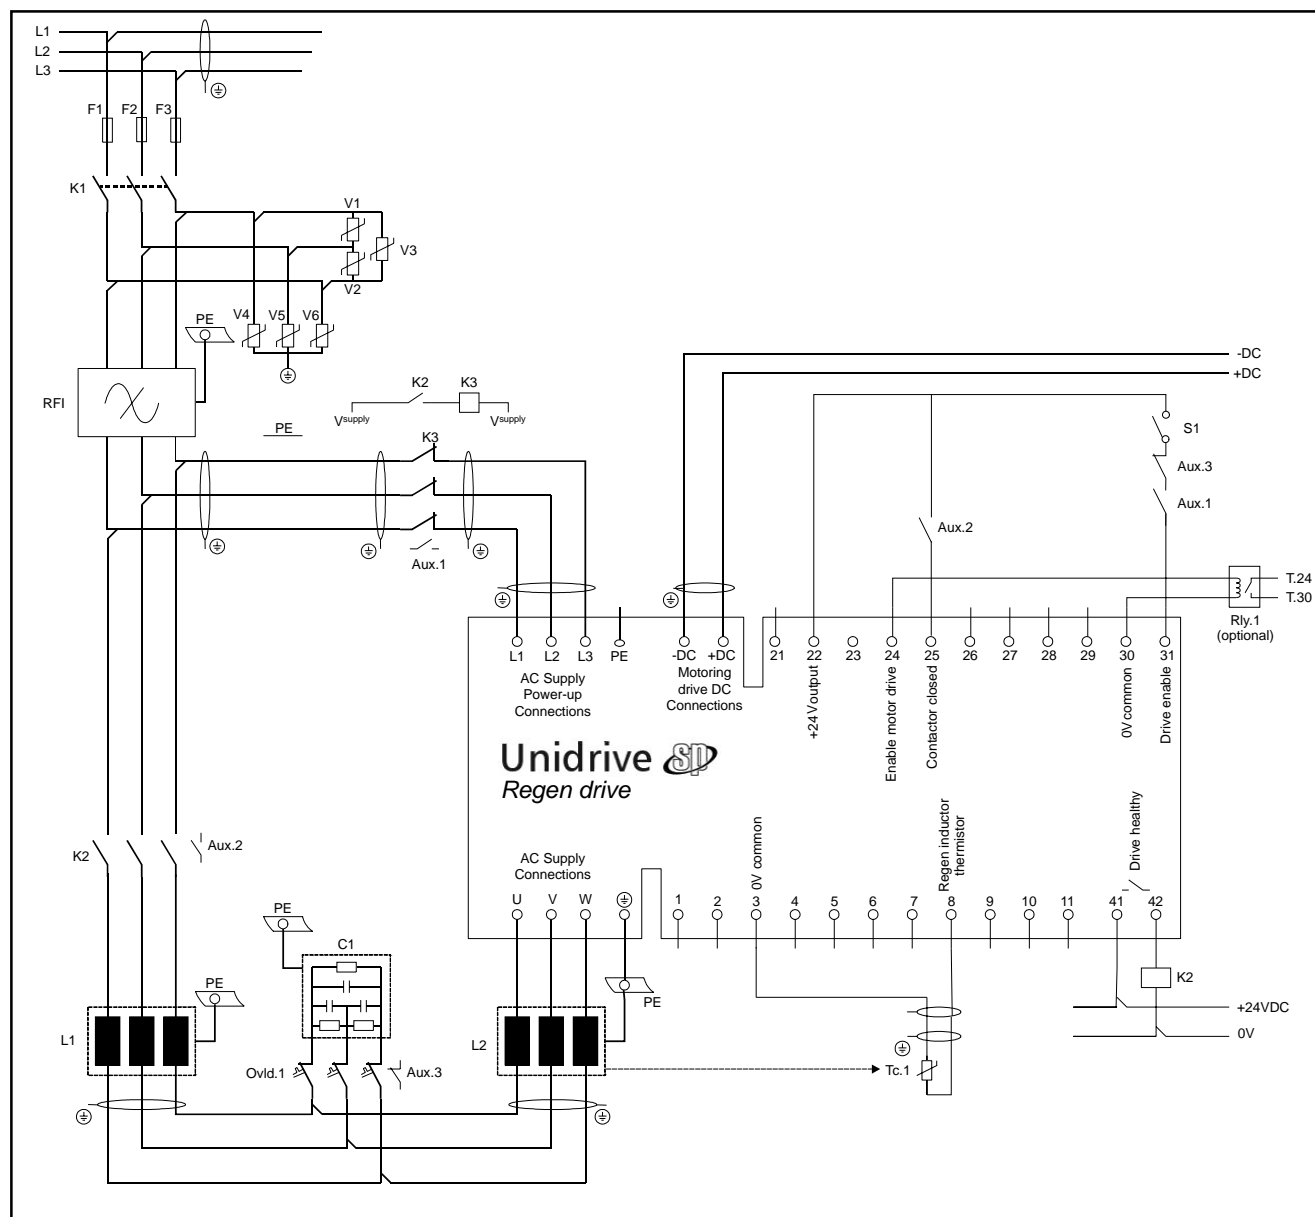 L1
L2
L3
F1 F2 F3
K1
V1
V3
V2
V4 V5 V6
PE
RFI
K2 K3
Vsupply Vsupply
PE
K3
Aux.1
-DC
+DC
S1
Aux.3
Aux.1
Aux.2
T.24
T.30
Rly.1
(optional)
L1 L2 L3 PE -DC +DC 21 22 23 24 25 26 27 28 29 30 31
AC Supply
Power-up
Connections
Motoring
drive DC
Connections
+24V output
Enable motor drive
Contactor closed
0V common
Drive enable
Unidrive sp
Regen drive
K2
Aux.2
AC Supply
Connections
0V common
Regen inductor
thermistor
Drive healthy
U V W 1 2 3 4 5 6 7 8 9 10 11 41 42
PE
C1
PE
PE
K2
+24VDC
0V
L1
L2
Ovld.1
Aux.3
Tc.1